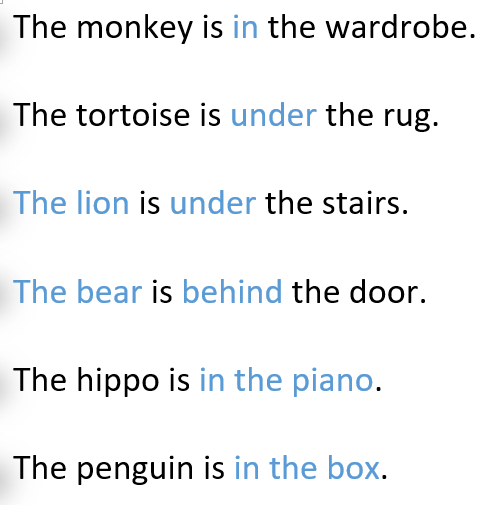 The monkey is in the wardrobe.
The tortoise is under the rug.
The lion is under the stairs.
The bear is behind the door.
The hippo is in the piano.
The penguin is in the box.